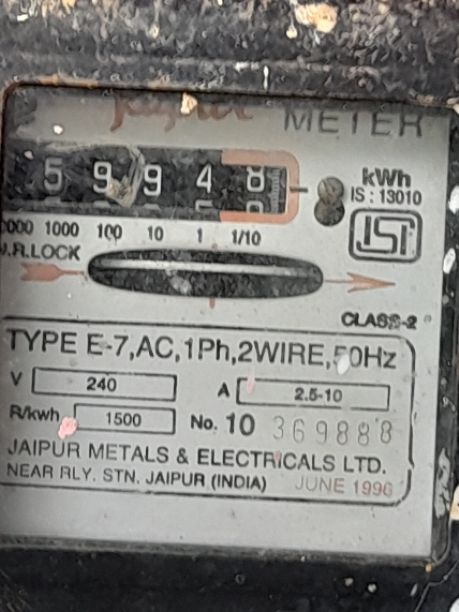 METER
5 9 9 4 8
kWh
IS : 13010
1000 100 10 1 1/10
ISI
LOCK
CLASS-2
TYPE E-7,AC,1Ph,2WIRE,50Hz
V 240 A 2.5-10
R/kwh 1500 No. 10 369888
JAIPUR METALS & ELECTRICALS LTD.
NEAR RLY. STN. JAIPUR (INDIA) JUNE 1996